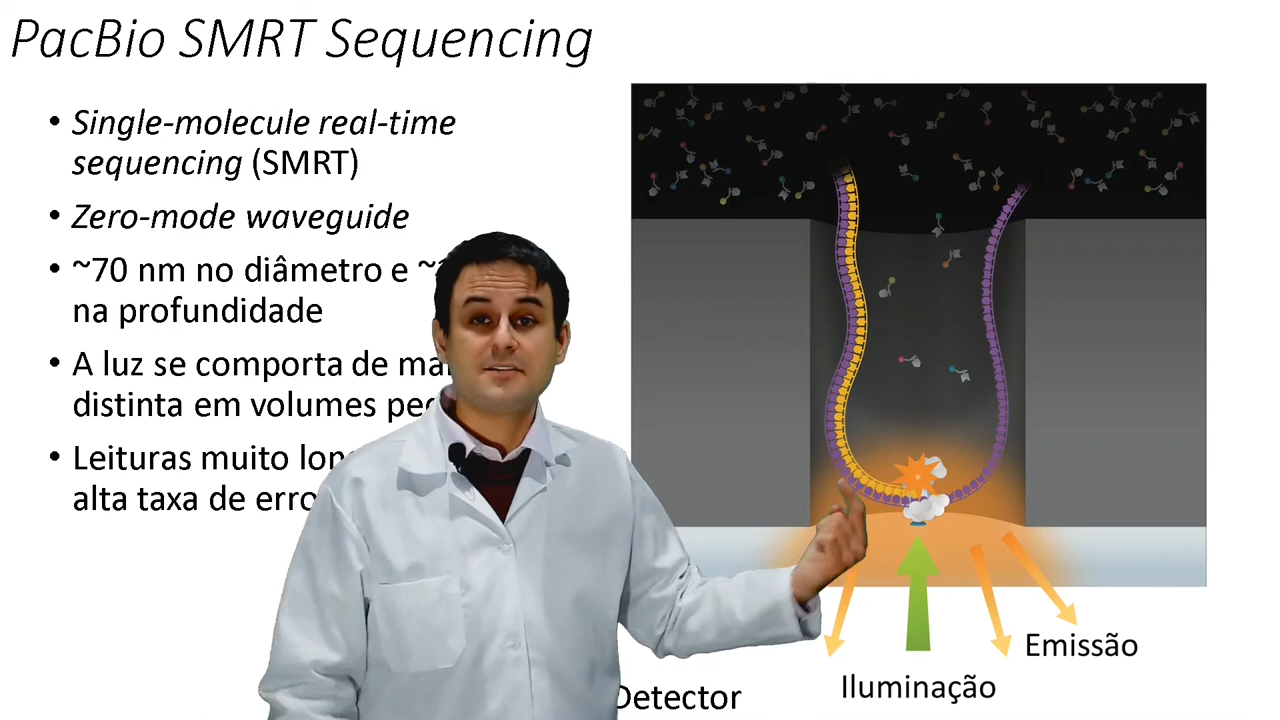 PacBio SMRT Sequencing
• Single-molecule real-time
sequencing (SMRT)
• Zero-mode waveguide
• ~70 nm no diâmetro e
na profundidade
• A luz se comporta de
distinta em volumes
• Leituras muito
alta taxa de erro
Emissão
Iluminação
Detector